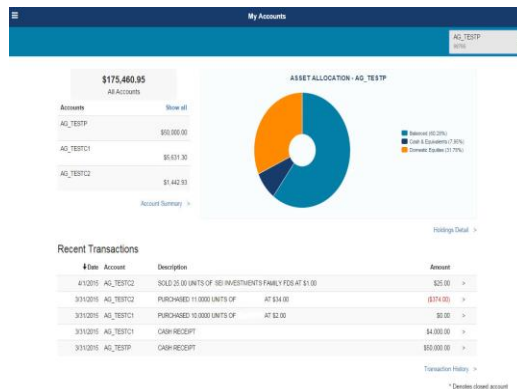 My Accounts
AG_TESTP
$175,460.95
All Accounts
Accounts Show all
AG_TESTP
$50,000.00
AG_TESTC1
$5,631.30
AG_TESTC2
$1,442.93
Account Summary >
ASSET ALLOCATION - AG_TESTP
Balanced (60.28%)
Cash & Equivalents (7.95%)
Domestic Equities (31.78%)
Holdings Detail >
Recent Transactions
Date Account Description Amount
4/1/2015 AG_TESTC2 SOLD 25.00 UNITS OF SEI INVESTMENTS FAMILY FDS AT $1.00 $25.00 >
3/31/2015 AG_TESTC2 PURCHASED 11.0000 UNITS OF AT $34.00 ($374.00) >
3/31/2015 AG_TESTC1 PURCHASED 10.0000 UNITS OF AT $2.00 $0.00 >
3/31/2015 AG_TESTC1 CASH RECEIPT $4,000.00 >
3/31/2015 AG_TESTP CASH RECEIPT $50,000.00 >
Transaction History >
* Denotes closed account